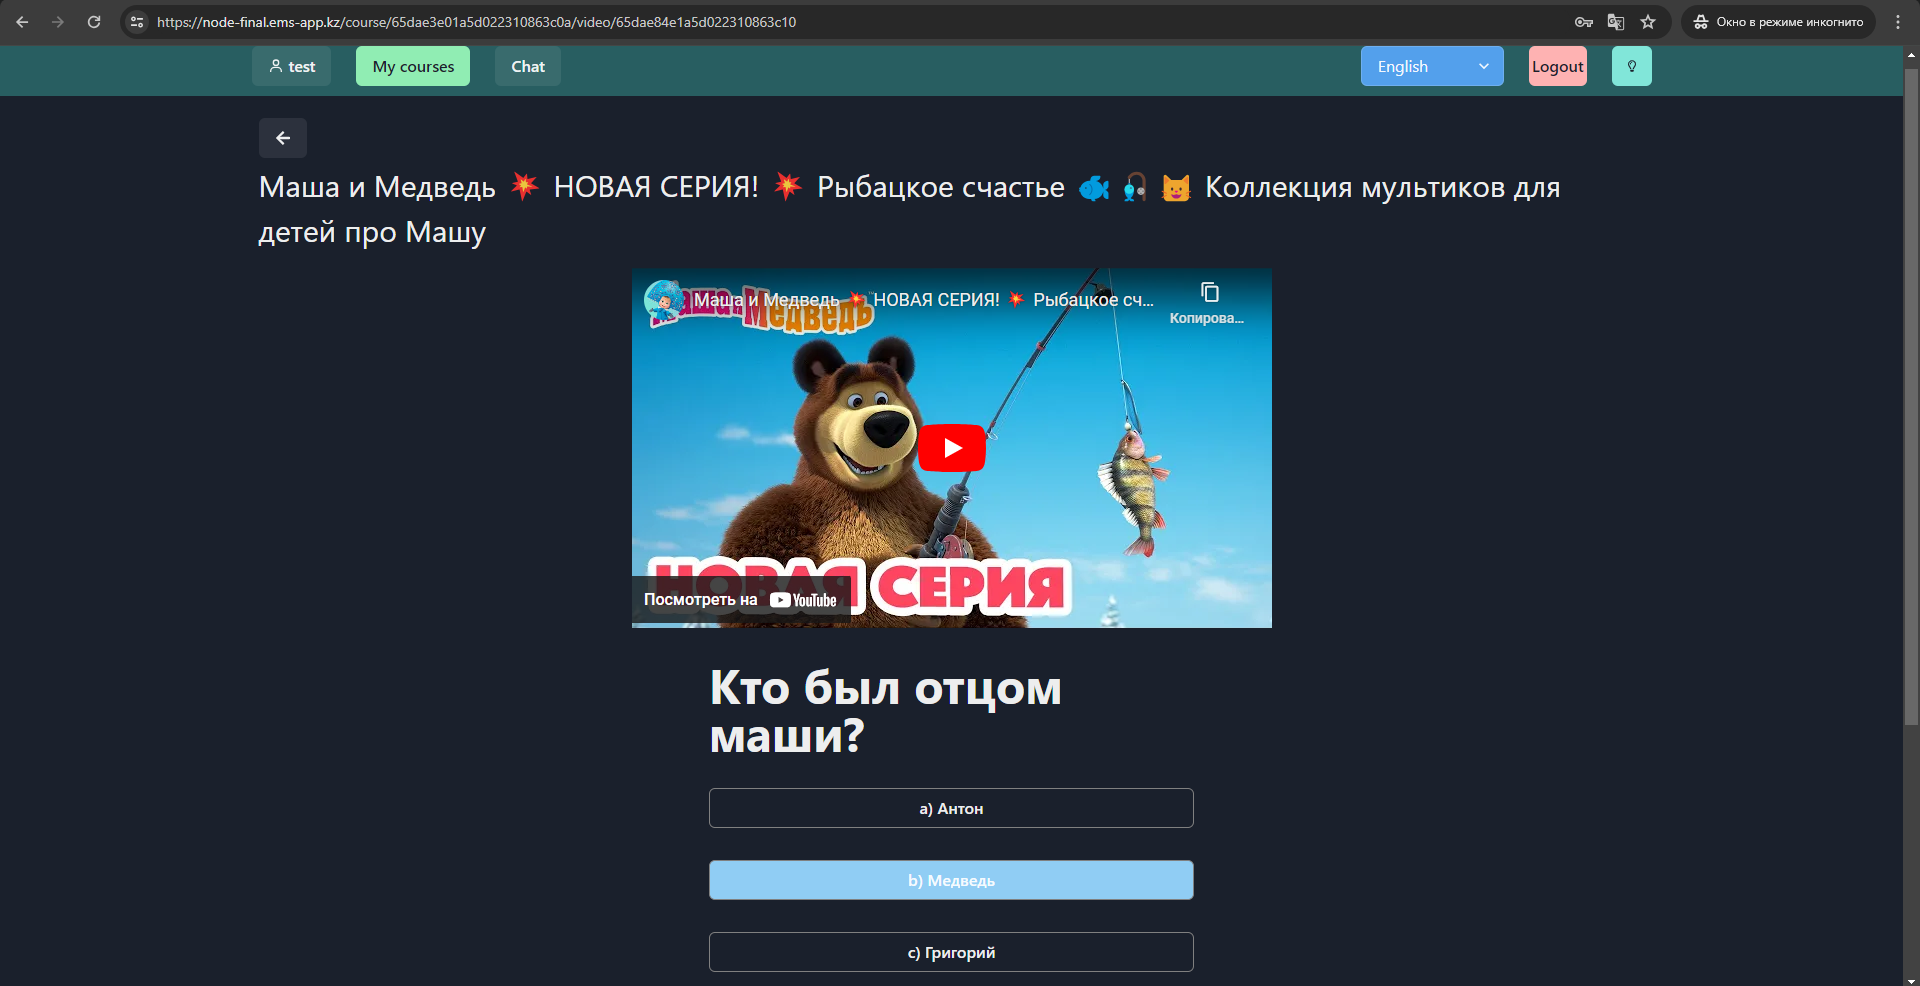 https://node-final.ems-app.kz/course/65dae3e01a5d022310863c0a/video/65dae84e1a5d022310863c10
Окно в режиме инкогнито
test
My courses
Chat
English
Logout
Маша и Медведь 💥 НОВАЯ СЕРИЯ! 💥 Рыбацкое счастье 🐟 🎣 😺 Коллекция мультиков для
детей про Машу
Маша и Медведь 💥 НОВАЯ СЕРИЯ! 💥 Рыбацкое сч...
Копирова...
Маша и Медведь
НОВАЯ СЕРИЯ
Посмотреть на YouTube
Кто был отцом
маши?
a) Антон
b) Медведь
c) Григорий